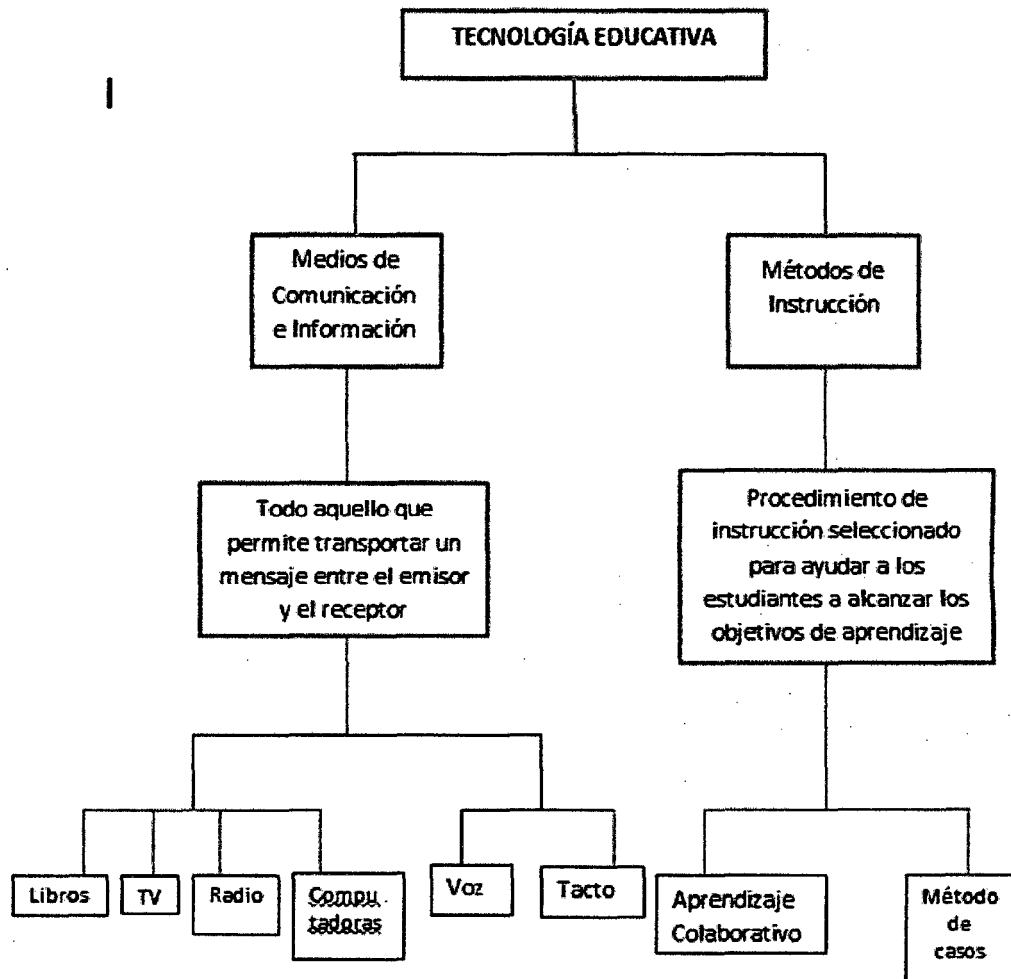 TECNOLOGÍA EDUCATIVA
Medios de
Comunicación
e Información
Métodos de
Instrucción
Todo aquello que
permite transportar un
mensaje entre el emisor
y el receptor
Procedimiento de
instrucción seleccionado
para ayudar a los
estudiantes a alcanzar los
objetivos de aprendizaje
Libros
TV
Radio
Compu
tadoras
Voz
Tacto
Aprendizaje
Colaborativo
Método
de
casos